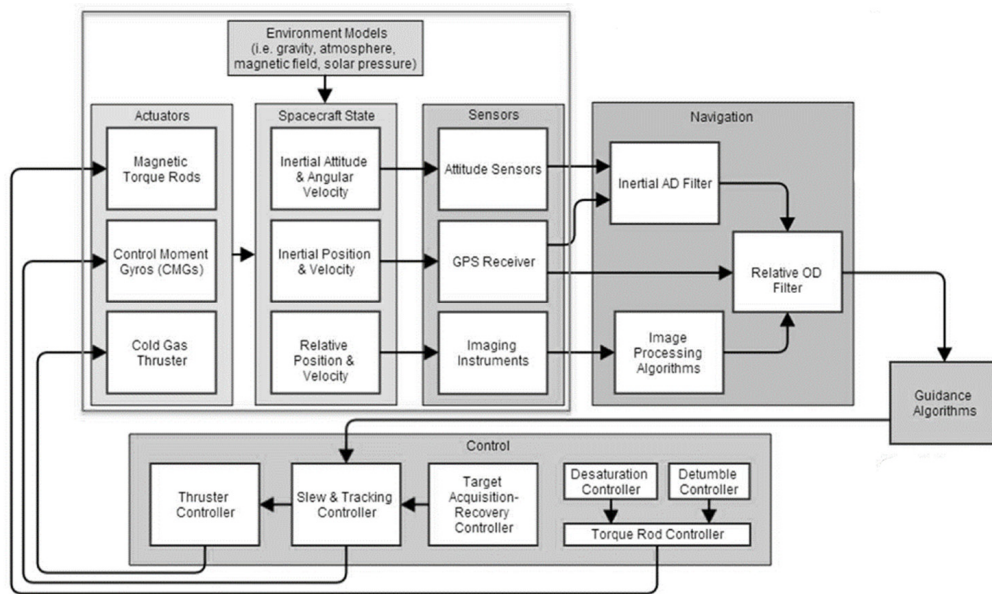 Environment Models
(i.e. gravity, atmosphere,
magnetic field, solar pressure)
Actuators
Magnetic
Torque Rods
Control Moment
Gyros (CMGs)
Cold Gas
Thruster
Spacecraft State
Inertial Attitude
& Angular
Velocity
Inertial Position
& Velocity
Relative
Position &
Velocity
Sensors
Attitude Sensors
GPS Receiver
Imaging
Instruments
Navigation
Inertial AD Filter
Relative OD
Filter
Image
Processing
Algorithms
Guidance
Algorithms
Control
Thruster
Controller
Slew & Tracking
Controller
Target
Acquisition-
Recovery
Controller
Desaturation
Controller
Detumble
Controller
Torque Rod Controller